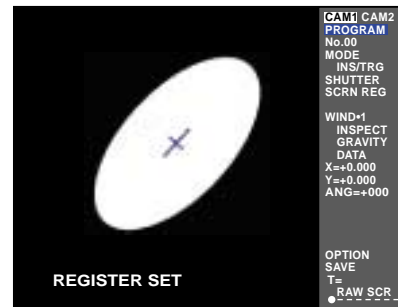 CAM1 CAM2
PROGRAM
No.00
MODE
INS/TRG
SHUTTER
SCRN REG
WIND•1
INSPECT
GRAVITY
DATA
X=+0.000
Y=+0.000
ANG=+000
OPTION
SAVE
T=
RAW SCR
REGISTER SET